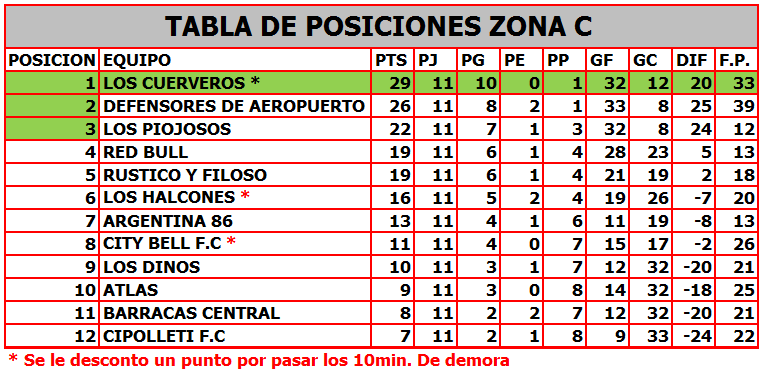 TABLA DE POSICIONES ZONA C
POSICION EQUIPO PTS PJ PG PE PP GF GC DIF F.P.
1 LOS CUERVEROS * 29 11 10 0 1 32 12 20 33
2 DEFENSORES DE AEROPUERTO 26 11 8 2 1 33 8 25 39
3 LOS PIOJOSOS 22 11 7 1 3 32 8 24 12
4 RED BULL 19 11 6 1 4 28 23 5 13
5 RUSTICO Y FILOSO 19 11 6 1 4 21 19 2 18
6 LOS HALCONES * 16 11 5 2 4 19 26 -7 20
7 ARGENTINA 86 13 11 4 1 6 11 19 -8 13
8 CITY BELL F.C * 11 11 4 0 7 15 17 -2 26
9 LOS DINOS 10 11 3 1 7 12 32 -20 21
10 ATLAS 9 11 3 0 8 14 32 -18 25
11 BARRACAS CENTRAL 8 11 2 2 7 12 32 -20 21
12 CIPOLLETI F.C 7 11 2 1 8 9 33 -24 22
* Se le desconto un punto por pasar los 10min. De demora